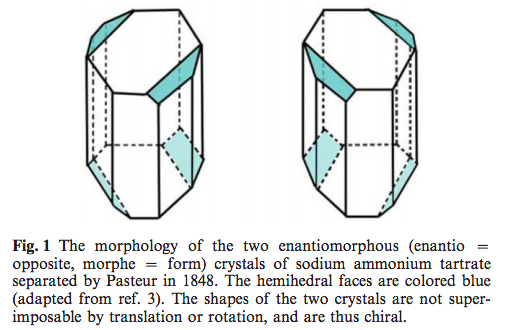 Fig. 1 The morphology of the two enantiomorphous (enantio =
opposite, morphe = form) crystals of sodium ammonium tartrate
separated by Pasteur in 1848. The hemihedral faces are colored blue
(adapted from ref. 3). The shapes of the two crystals are not super-
imposable by translation or rotation, and are thus chiral.